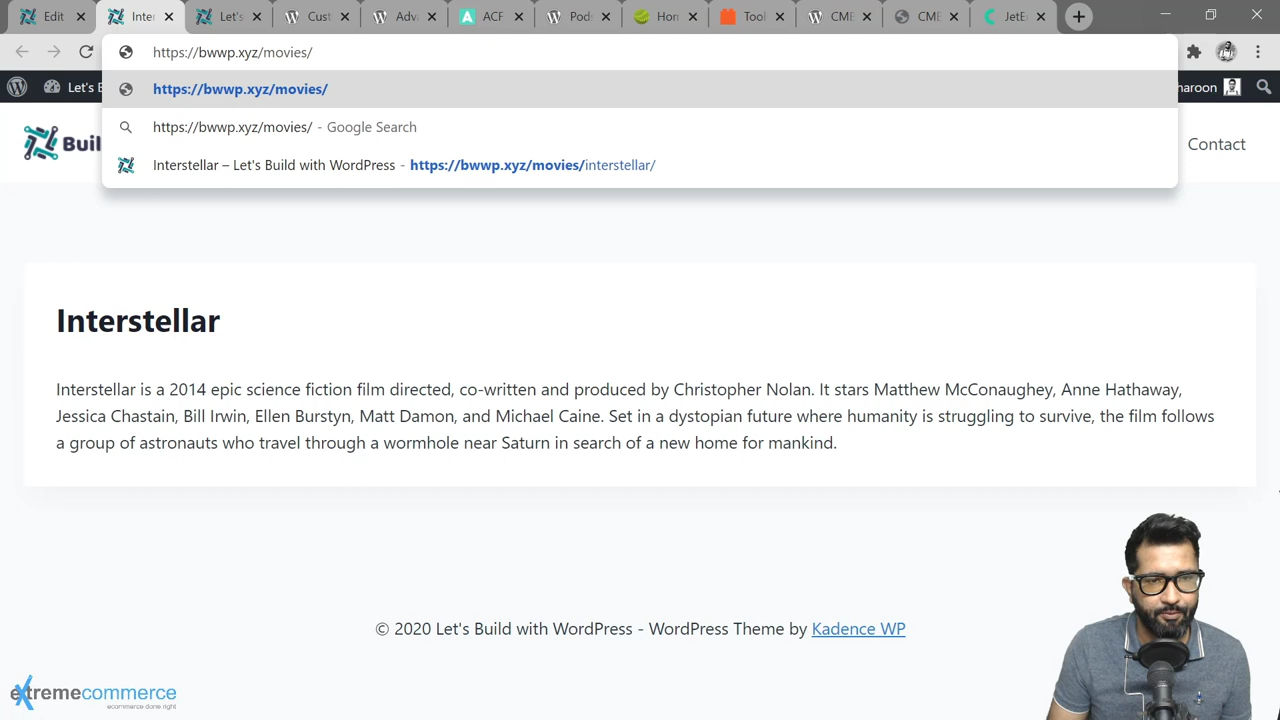 Edit
Inter
Let's
Cust
Adva
ACF
Pods
Hom
Tool
CME
CME
JetE
https://bwwp.xyz/movies/
https://bwwp.xyz/movies/
https://bwwp.xyz/movies/ - Google Search
Interstellar – Let's Build with WordPress - https://bwwp.xyz/movies/interstellar/
Let's B
haroon
Buil
Contact
Interstellar
Interstellar is a 2014 epic science fiction film directed, co-written and produced by Christopher Nolan. It stars Matthew McConaughey, Anne Hathaway,
Jessica Chastain, Bill Irwin, Ellen Burstyn, Matt Damon, and Michael Caine. Set in a dystopian future where humanity is struggling to survive, the film follows
a group of astronauts who travel through a wormhole near Saturn in search of a new home for mankind.
© 2020 Let's Build with WordPress - WordPress Theme by Kadence WP
extremecommerce
ecommerce done right